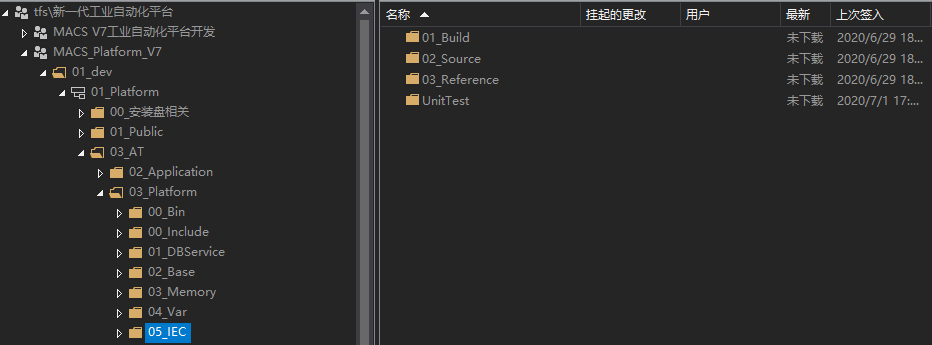 tfs\新一代工业自动化平台
MACS V7工业自动化平台开发
MACS_Platform_V7
01_dev
01_Platform
00_安装盘相关
01_Public
03_AT
02_Application
03_Platform
00_Bin
00_Include
01_DBService
02_Base
03_Memory
04_Var
05_IEC
名称 挂起的更改 用户 最新 上次签入
01_Build 未下载 2020/6/29 18...
02_Source 未下载 2020/6/29 18...
03_Reference 未下载 2020/6/29 18...
UnitTest 未下载 2020/7/1 17:...